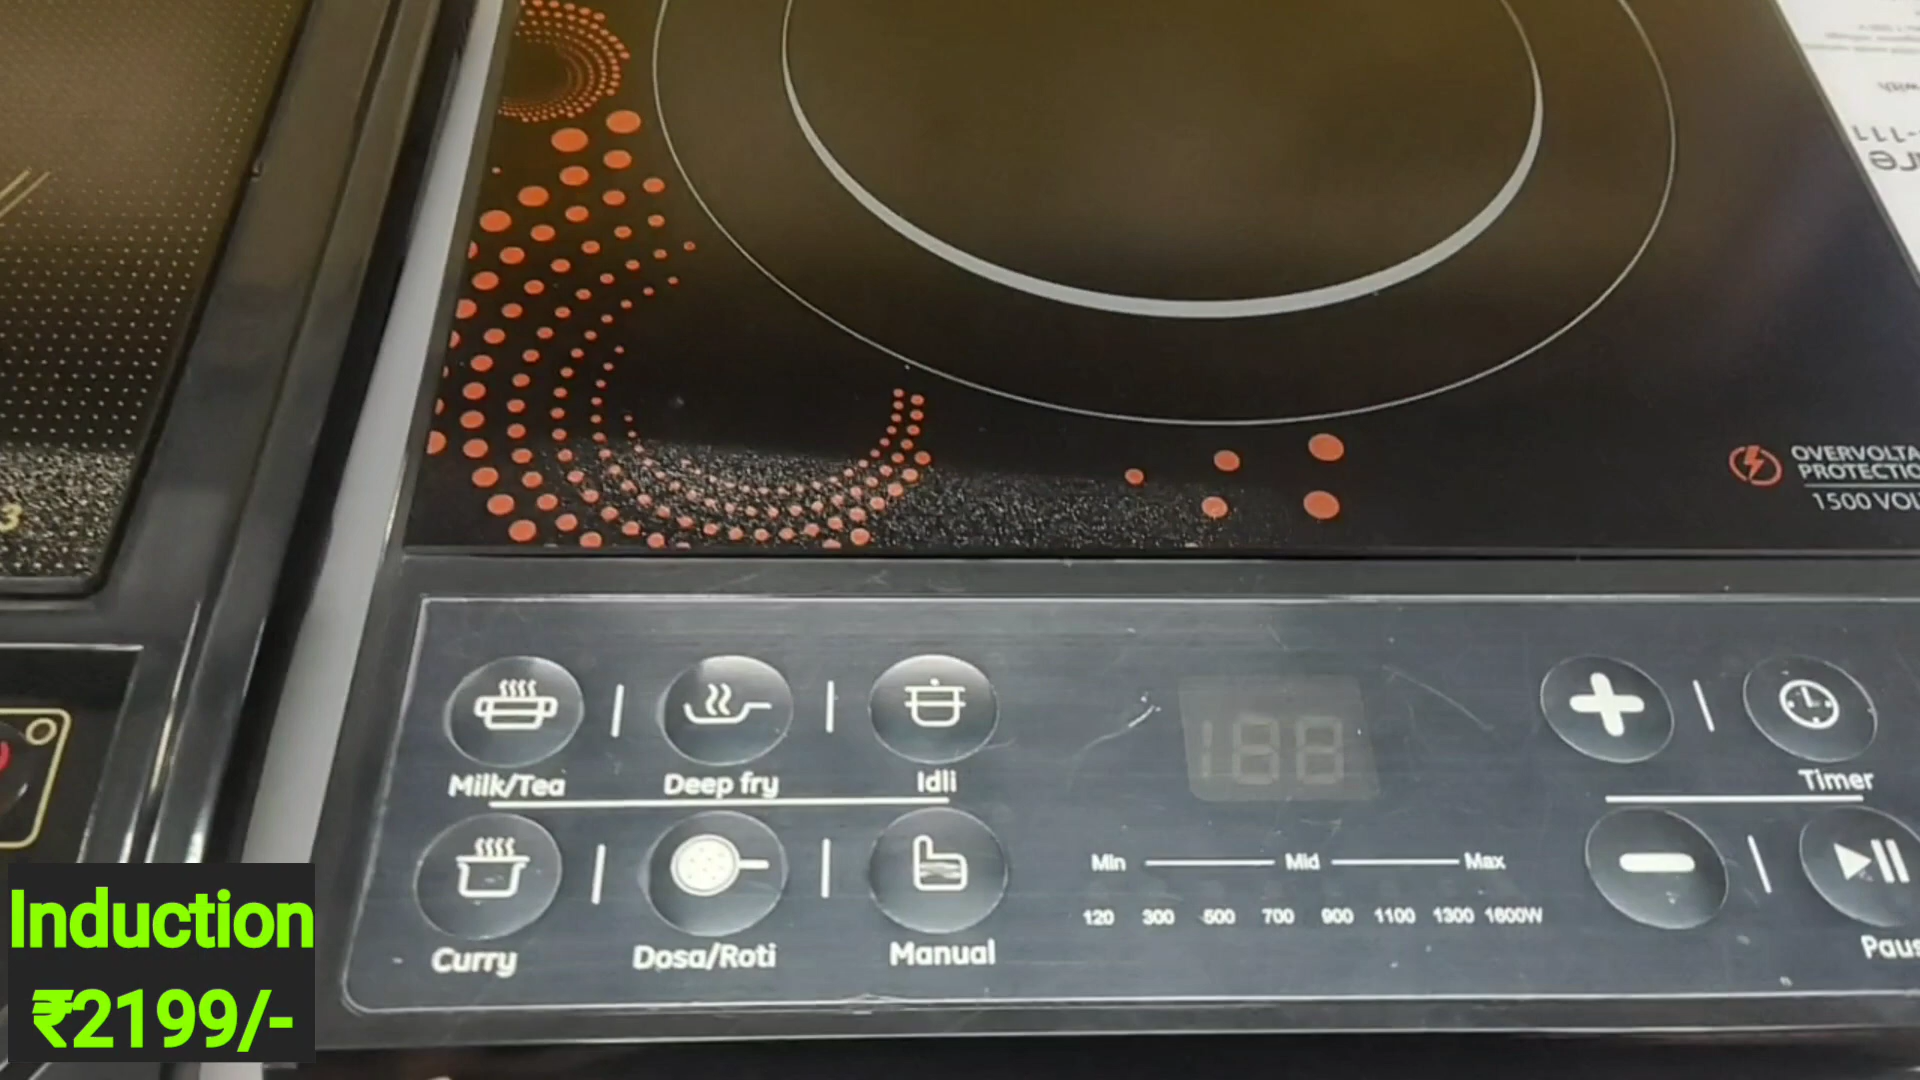 OVERVOLTA
PROTECTIO
1500 VOL
Milk/Tea
Deep fry
Idli
Timer
Min Mid Max
120 300 500 700 900 1100 1300 1600W
Curry
Dosa/Roti
Manual
Paus
3
Induction
₹2199/-